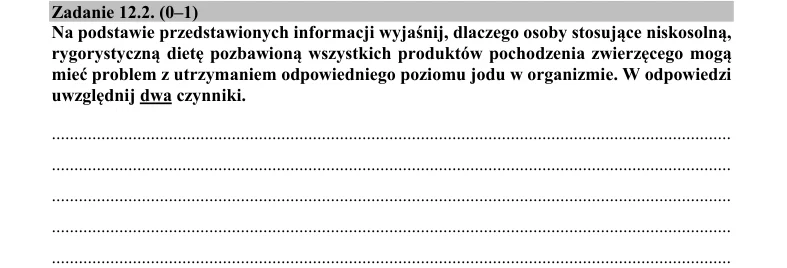 Zadanie 12.2. (0–1)
Na podstawie przedstawionych informacji wyjaśnij, dlaczego osoby stosujące niskosolną,
rygorystyczną dietę pozbawioną wszystkich produktów pochodzenia zwierzęcego mogą
mieć problem z utrzymaniem odpowiedniego poziomu jodu w organizmie. W odpowiedzi
uwzględnij dwa czynniki.